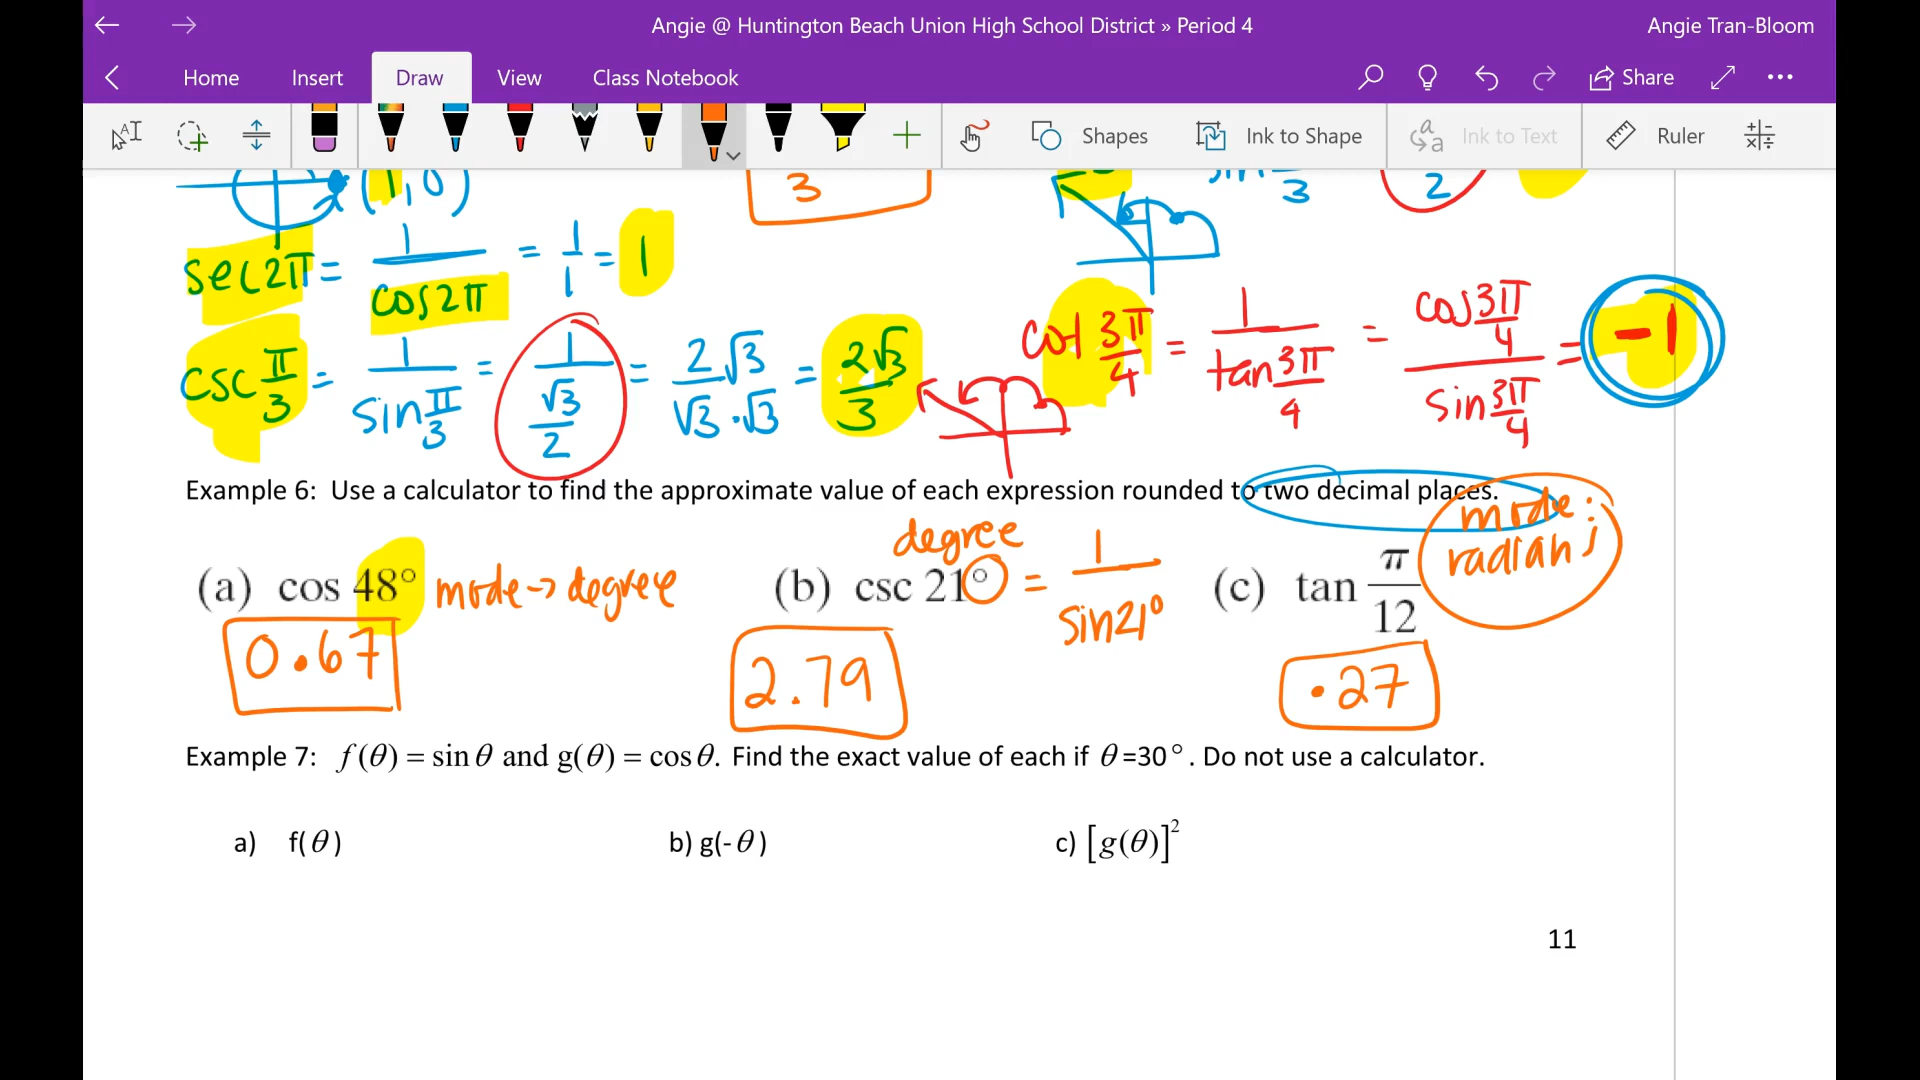 Angie @ Huntington Beach Union High School District » Period 4
Angie Tran-Bloom
Home Insert Draw View Class Notebook Share
Shapes Ink to Shape Ink to Text Ruler
(1, 0)
3
3
2
sec 2π = 1/cos 2π = 1/1 = 1
csc π/3 = 1/(sin π/3) = 1/(√3/2) = 2√3/(√3·√3) = 2√3/3
cot 3π/4 = 1/(tan 3π/4) = (cos 3π/4)/(sin 3π/4) = -1
Example 6: Use a calculator to find the approximate value of each expression rounded to two decimal places.
mode:
radian
degree
(a) cos 48° mode → degree
(b) csc 21° = 1/sin 21°
(c) tan π/12
0.67
2.79
.27
Example 7: f(θ) = sin θ and g(θ) = cos θ. Find the exact value of each if θ=30°. Do not use a calculator.
a) f(θ)
b) g(-θ)
c) [g(θ)]²
11